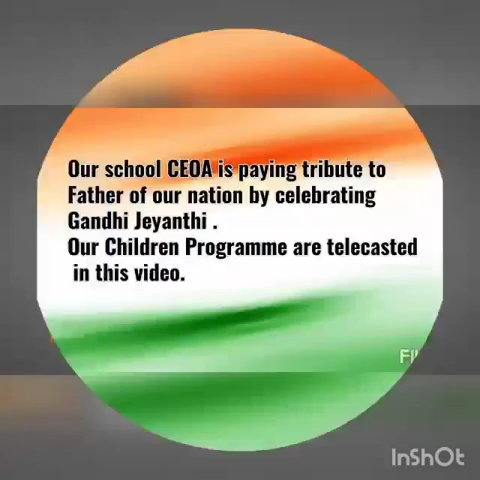 Our school CEOA is paying tribute to
Father of our nation by celebrating
Gandhi Jeyanthi .
Our Children Programme are telecasted
in this video.
InShOt